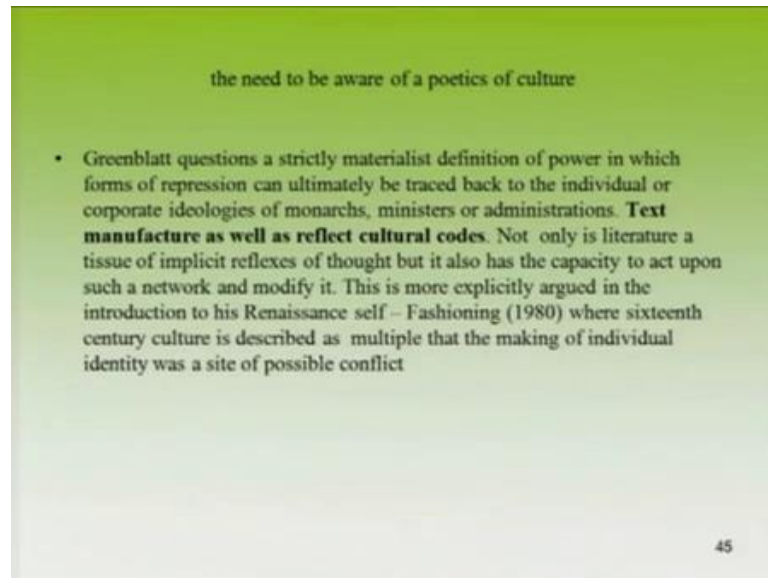 the need to be aware of a poetics of culture
• Greenblatt questions a strictly materialist definition of power in which
forms of repression can ultimately be traced back to the individual or
corporate ideologies of monarchs, ministers or administrations. Text
manufacture as well as reflect cultural codes. Not only is literature a
tissue of implicit reflexes of thought but it also has the capacity to act upon
such a network and modify it. This is more explicitly argued in the
introduction to his Renaissance self – Fashioning (1980) where sixteenth
century culture is described as multiple that the making of individual
identity was a site of possible conflict
45